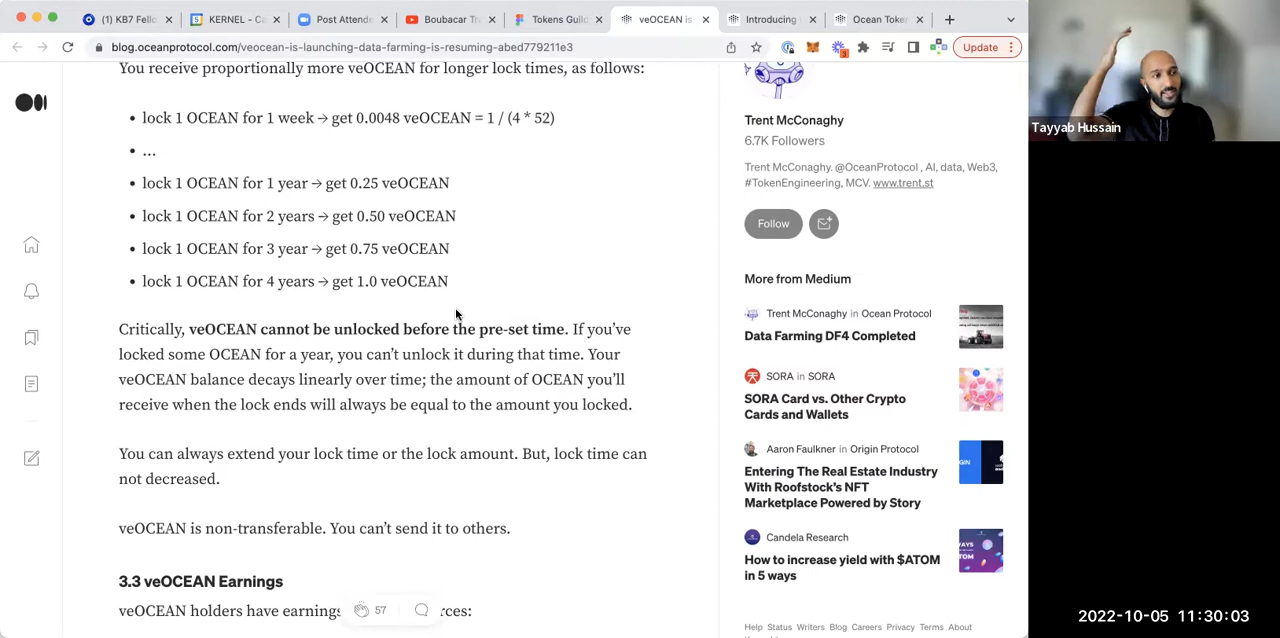 (1) KB7 Fello
KERNEL - Ca
Post Attende
Boubacar Tr
Tokens Guild
veOCEAN is
Introducing
Ocean Token
Update
blog.oceanprotocol.com/veocean-is-launching-data-farming-is-resuming-abed779211e3
3
You receive proportionally more veOCEAN for longer lock times, as follows:
• lock 1 OCEAN for 1 week → get 0.0048 veOCEAN = 1 / (4 * 52)
• …
• lock 1 OCEAN for 1 year → get 0.25 veOCEAN
• lock 1 OCEAN for 2 years → get 0.50 veOCEAN
• lock 1 OCEAN for 3 year → get 0.75 veOCEAN
• lock 1 OCEAN for 4 years → get 1.0 veOCEAN
Critically, veOCEAN cannot be unlocked before the pre-set time. If you’ve
locked some OCEAN for a year, you can’t unlock it during that time. Your
veOCEAN balance decays linearly over time; the amount of OCEAN you’ll
receive when the lock ends will always be equal to the amount you locked.
You can always extend your lock time or the lock amount. But, lock time can
not decreased.
veOCEAN is non-transferable. You can’t send it to others.
3.3 veOCEAN Earnings
veOCEAN holders have earnings rces:
57
Trent McConaghy
6.7K Followers
Trent McConaghy. @OceanProtocol , AI, data, Web3,
#TokenEngineering, MCV. www.trent.st
Follow
More from Medium
Trent McConaghy in Ocean Protocol
Data Farming DF4 Completed
SORA in SORA
SORA Card vs. Other Crypto
Cards and Wallets
Aaron Faulkner in Origin Protocol
Entering The Real Estate Industry
With Roofstock’s NFT
Marketplace Powered by Story
Candela Research
How to increase yield with $ATOM
in 5 ways
Help Status Writers Blog Careers Privacy Terms About
Tayyab Hussain
2022-10-05 11:30:03